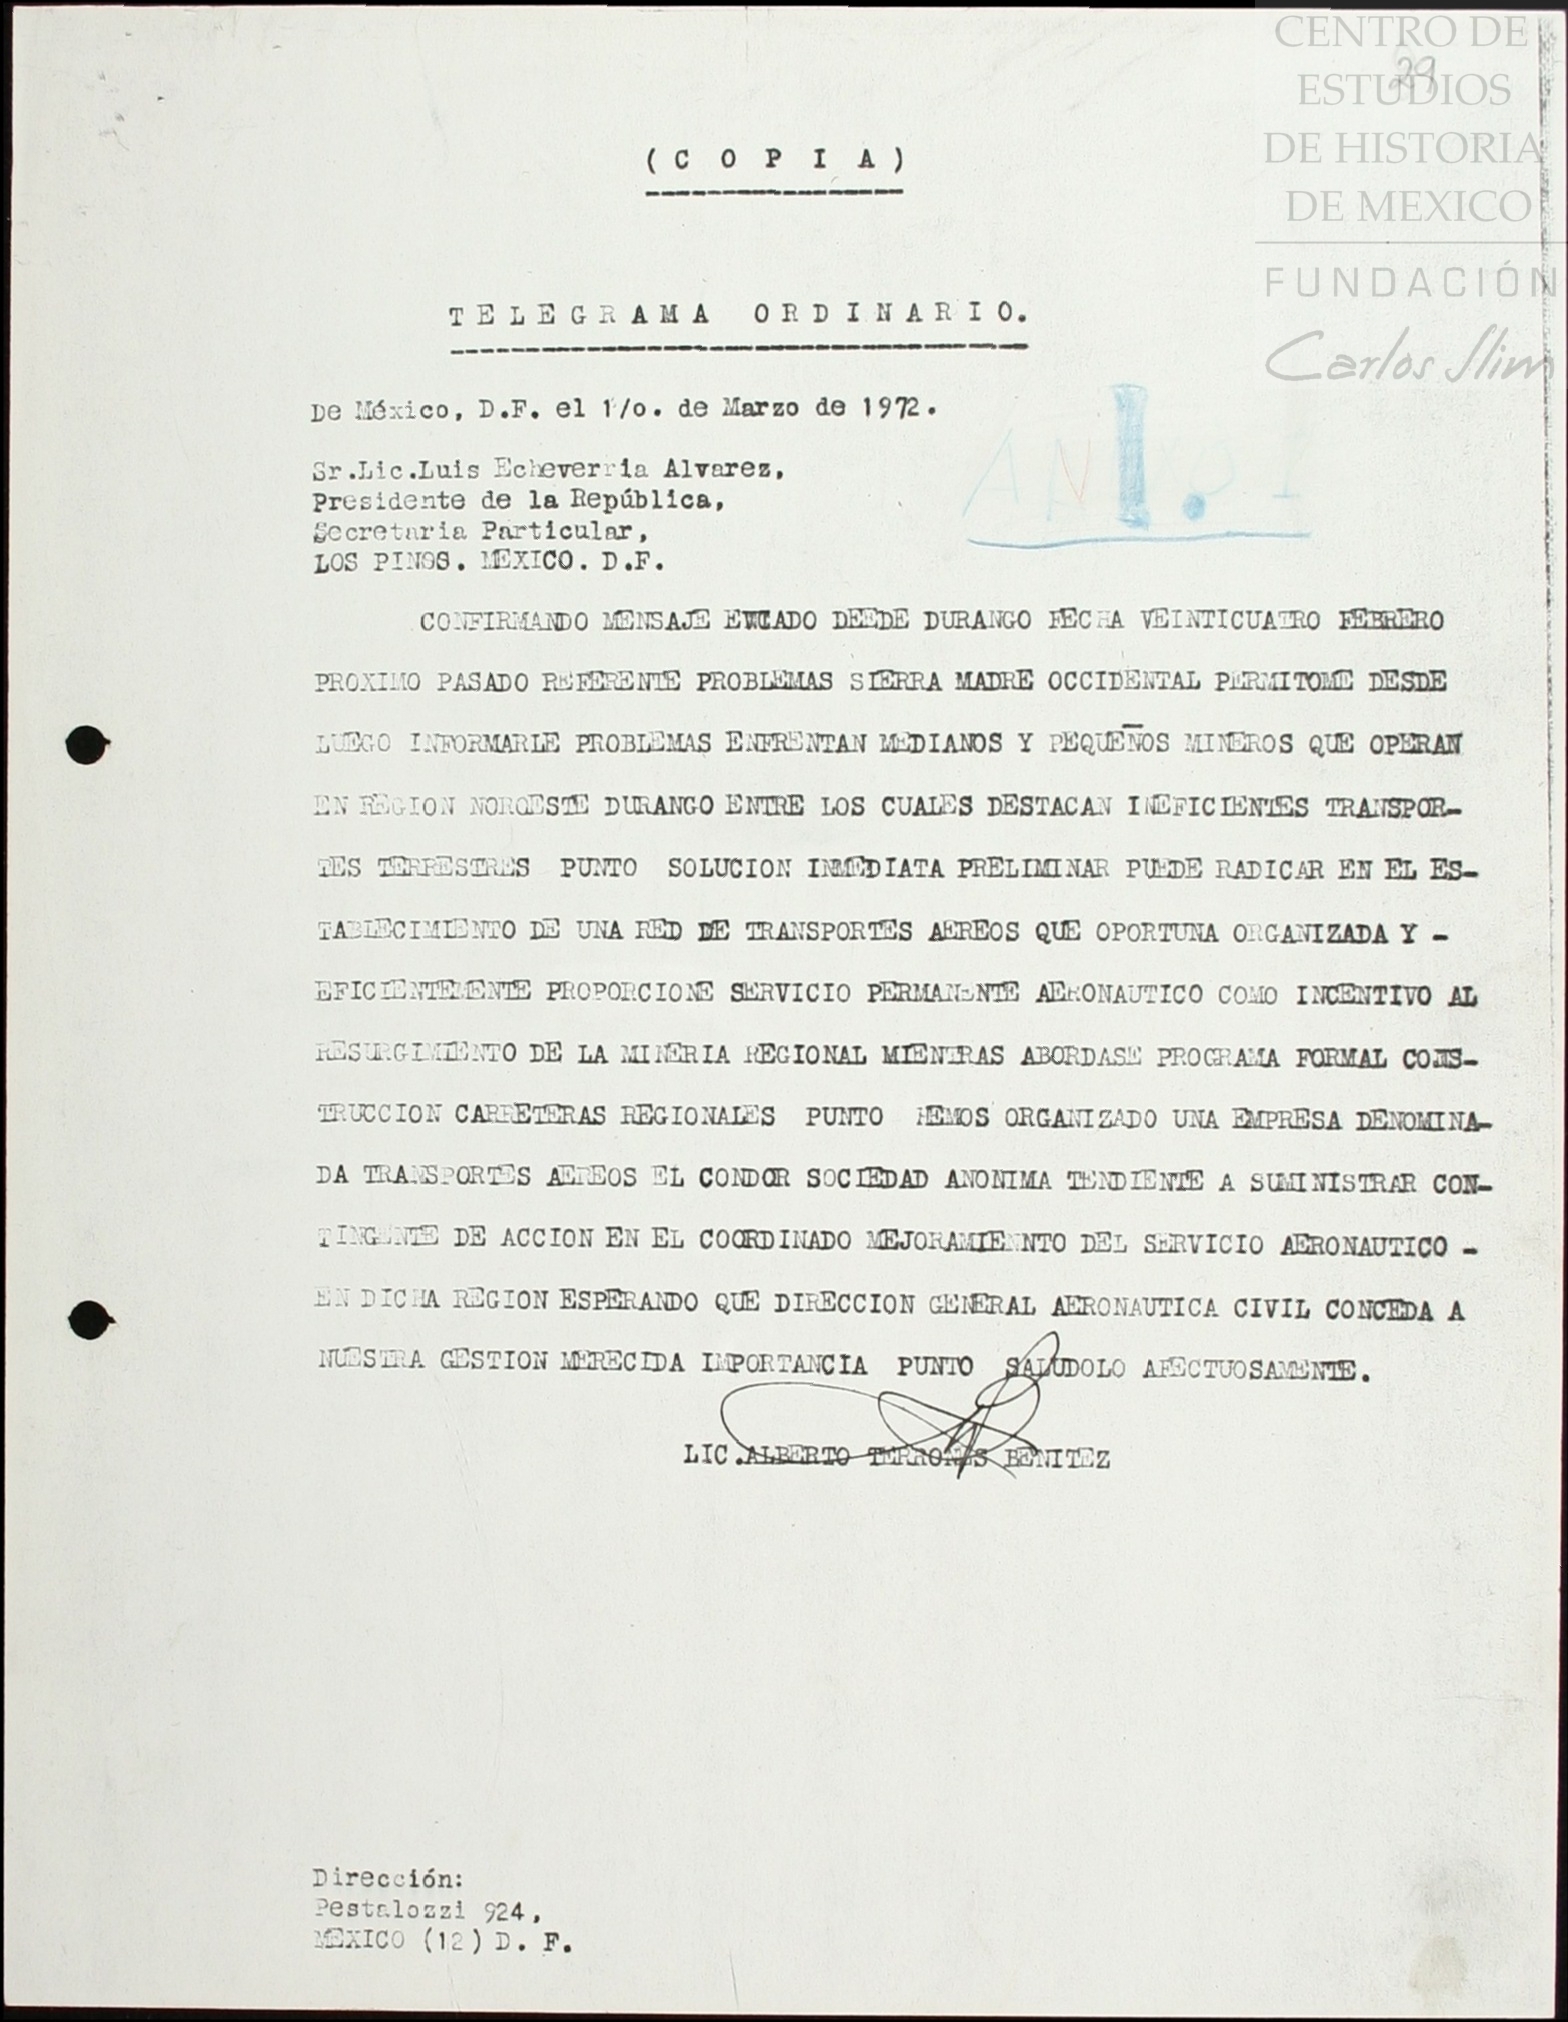 CENTRO DE
ESTUDIOS
DE HISTORIA
DE MEXICO
FUNDACIÓN
Carlos Slim
29
(C O P I A)
T E L E G R A M A  O R D I N A R I O.
De México, D.F. el 1/o. de Marzo de 1972.
Sr.Lic.Luis Echeverria Alvarez,
Presidente de la República,
Secretaria Particular,
LOS PINOS. MEXICO. D.F.
I.
CONFIRMANDO MENSAJE DEEDE DURANGO FECHA VEINTICUATRO FEBRERO
PROXIMO PASADO REFERENTE PROBLEMAS SIERRA MADRE OCCIDENTAL PERMITOME DESDE
LUEGO INFORMARLE PROBLEMAS ENFRENTAN MEDIANOS Y PEQUEÑOS MINEROS QUE OPERAN
EN REGION NOROESTE DURANGO ENTRE LOS CUALES DESTACAN INEFICIENTES TRANSPOR-
TES TERRESTRES PUNTO SOLUCION INMEDIATA PRELIMINAR PUEDE RADICAR EN EL ES-
TABLECIMIENTO DE UNA RED DE TRANSPORTES AEREOS QUE OPORTUNA ORGANIZADA Y -
EFICIENTEMENTE PROPORCIONE SERVICIO PERMANENTE AERONAUTICO COMO INCENTIVO AL
RESURGIMIENTO DE LA MINERIA REGIONAL MIENTRAS ABORDASE PROGRAMA FORMAL CONS-
TRUCCION CARRETERAS REGIONALES PUNTO HEMOS ORGANIZADO UNA EMPRESA DENOMINA-
DA TRANSPORTES AEREOS EL CONDOR SOCIEDAD ANONIMA TENDIENTE A SUMINISTRAR CON-
TINGENTE DE ACCION EN EL COORDINADO MEJORAMIENNTO DEL SERVICIO AERONAUTICO -
EN DICHA REGION ESPERANDO QUE DIRECCION GENERAL AERONAUTICA CIVIL CONCEDA A
NUESTRA GESTION MERECIDA IMPORTANCIA PUNTO SALUDOLO AFECTUOSAMENTE.
LIC.ALBERTO TERRONES BENITEZ
Dirección:
Pestalozzi 924,
MEXICO (12) D. F.